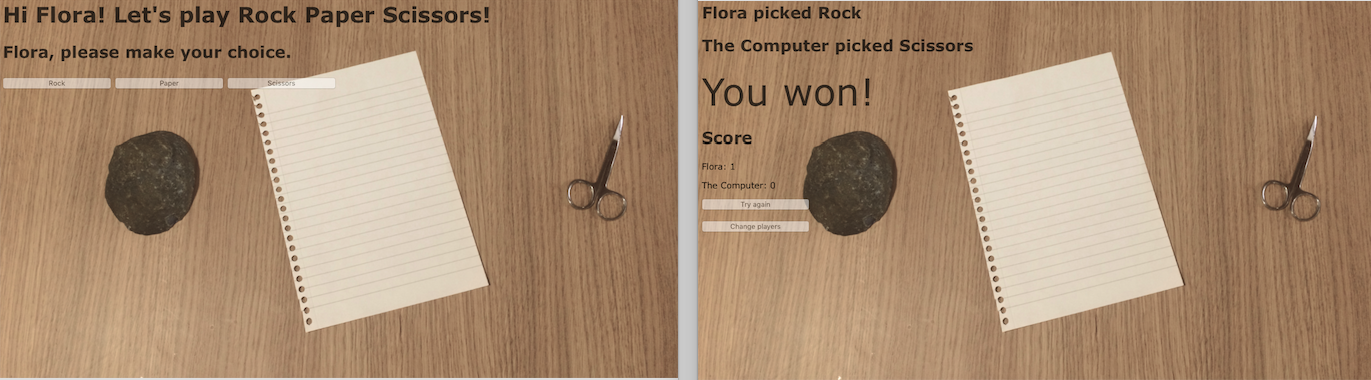 Hi Flora! Let's play Rock Paper Scissors!
Flora, please make your choice.
Rock Paper Scissors
Flora picked Rock
The Computer picked Scissors
You won!
Score
Flora: 1
The Computer: 0
Try again
Change players